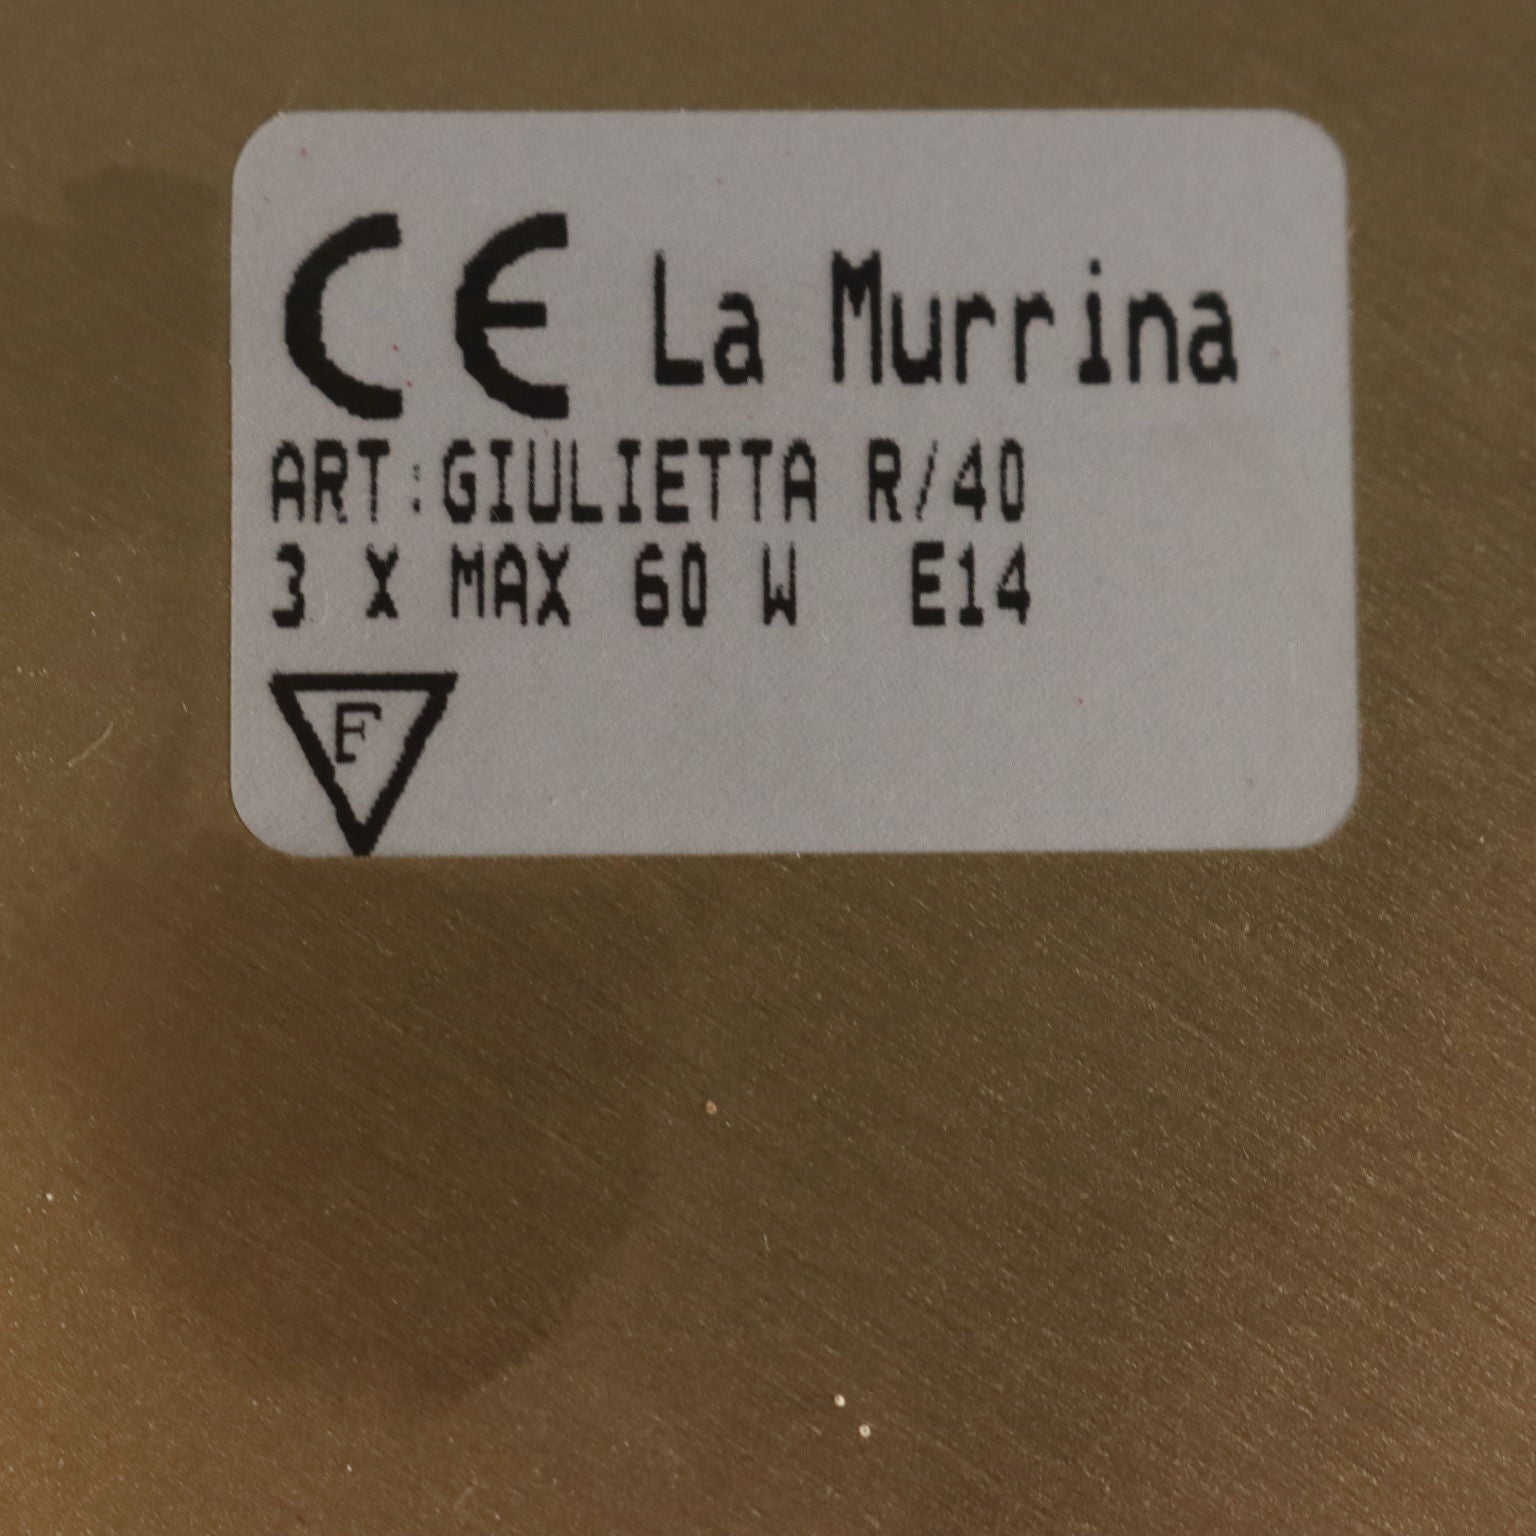 CE La Murrina
ART:GIULIETTA R/40
3 X MAX 60 W E14
F